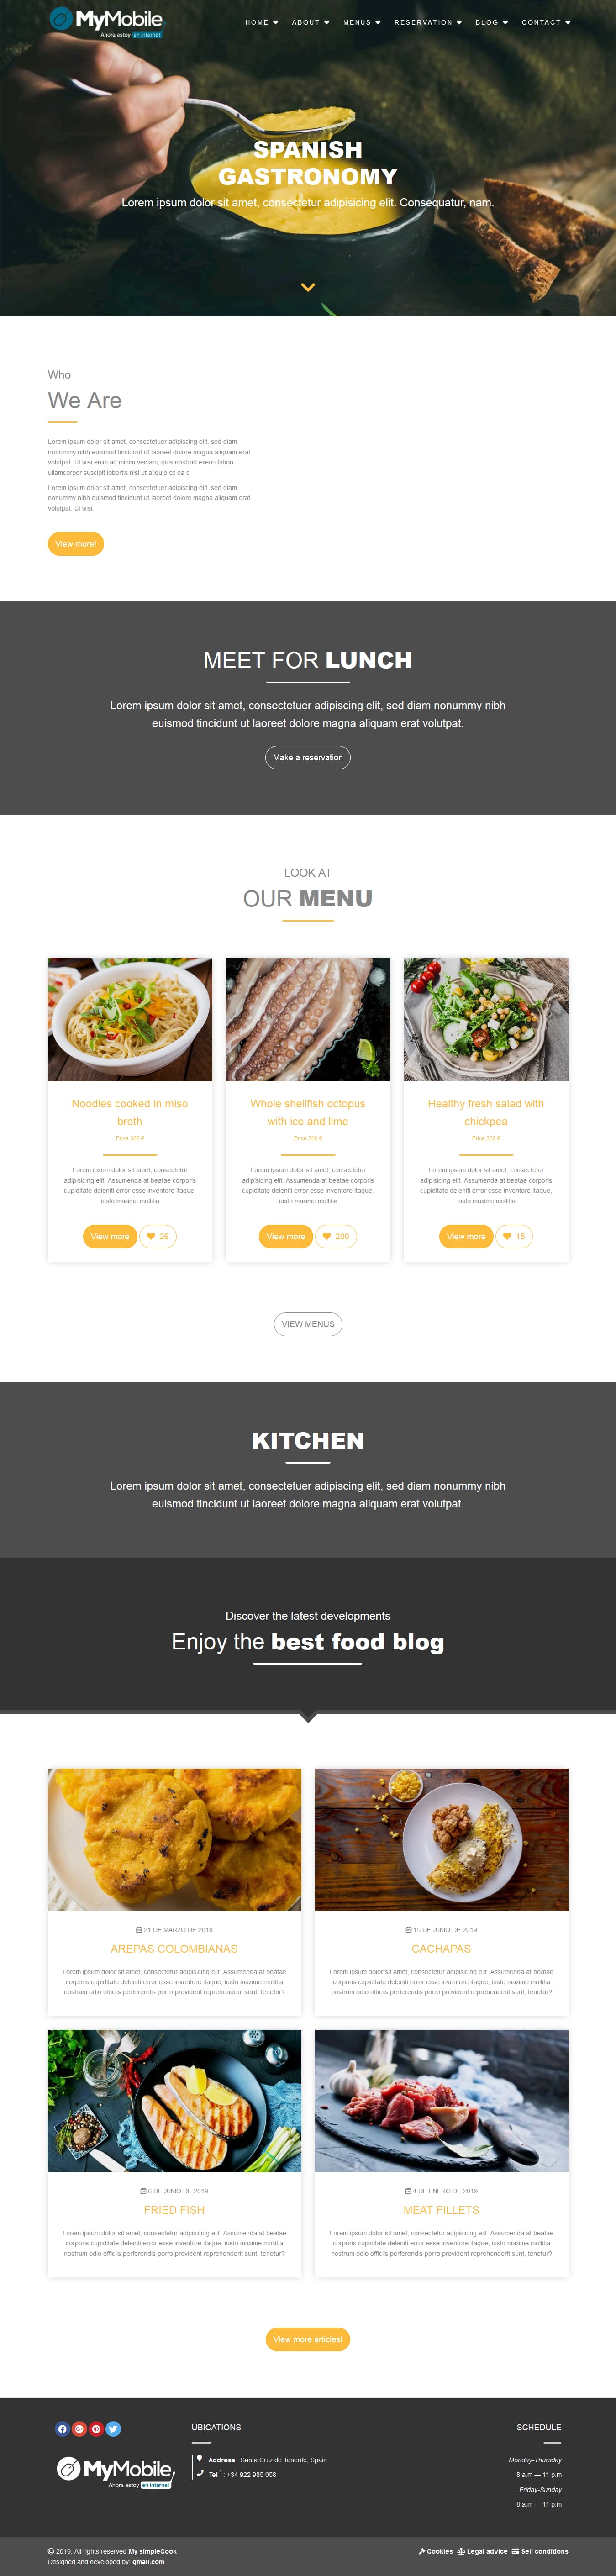 MyMobile
Ahora estoy en internet
HOME ABOUT MENUS RESERVATION BLOG CONTACT
SPANISH
GASTRONOMY
Lorem ipsum dolor sit amet, consectetur adipisicing elit. Consequatur, nam.
Who
We Are
Lorem ipsum dolor sit amet, consectetuer adipiscing elit, sed diam
nonummy nibh euismod tincidunt ut laoreet dolore magna aliquam erat
volutpat. Ut wisi enim ad minim veniam, quis nostrud exerci tation
ullamcorper suscipit lobortis nisl ut aliquip ex ea c
Lorem ipsum dolor sit amet, consectetuer adipiscing elit, sed diam
nonummy nibh euismod tincidunt ut laoreet dolore magna aliquam erat
volutpat. Ut wisi
View more!
MEET FOR LUNCH
Lorem ipsum dolor sit amet, consectetuer adipiscing elit, sed diam nonummy nibh
euismod tincidunt ut laoreet dolore magna aliquam erat volutpat.
Make a reservation
LOOK AT
OUR MENU
Noodles cooked in miso
broth
Price 360 €
Lorem ipsum dolor sit amet, consectetur
adipisicing elit. Assumenda at beatae corporis
cupiditate deleniti error esse inventore itaque,
iusto maxime mollitia
View more 26
Whole shellfish octopus
with ice and lime
Price 360 €
Lorem ipsum dolor sit amet, consectetur
adipisicing elit. Assumenda at beatae corporis
cupiditate deleniti error esse inventore itaque,
iusto maxime mollitia
View more 200
Healthy fresh salad with
chickpea
Price 360 €
Lorem ipsum dolor sit amet, consectetur
adipisicing elit. Assumenda at beatae corporis
cupiditate deleniti error esse inventore itaque,
iusto maxime mollitia
View more 15
VIEW MENUS
KITCHEN
Lorem ipsum dolor sit amet, consectetuer adipiscing elit, sed diam nonummy nibh
euismod tincidunt ut laoreet dolore magna aliquam erat volutpat.
Discover the latest developments
Enjoy the best food blog
21 DE MARZO DE 2018
AREPAS COLOMBIANAS
Lorem ipsum dolor sit amet, consectetur adipisicing elit. Assumenda at beatae
corporis cupiditate deleniti error esse inventore itaque, iusto maxime mollitia
nostrum odio officiis perferendis porro provident reprehenderit sunt, tenetur?
15 DE JUNIO DE 2019
CACHAPAS
Lorem ipsum dolor sit amet, consectetur adipisicing elit. Assumenda at beatae
corporis cupiditate deleniti error esse inventore itaque, iusto maxime mollitia
nostrum odio officiis perferendis porro provident reprehenderit sunt, tenetur?
6 DE JUNIO DE 2019
FRIED FISH
Lorem ipsum dolor sit amet, consectetur adipisicing elit. Assumenda at beatae
corporis cupiditate deleniti error esse inventore itaque, iusto maxime mollitia
nostrum odio officiis perferendis porro provident reprehenderit sunt, tenetur?
4 DE ENERO DE 2019
MEAT FILLETS
Lorem ipsum dolor sit amet, consectetur adipisicing elit. Assumenda at beatae
corporis cupiditate deleniti error esse inventore itaque, iusto maxime mollitia
nostrum odio officiis perferendis porro provident reprehenderit sunt, tenetur?
View more articles!
MyMobile
Ahora estoy en internet
UBICATIONS
Address : Santa Cruz de Tenerife, Spain
Tel : +34 922 985 058
SCHEDULE
Monday-Thursday
8 a.m — 11 p.m
Friday-Sunday
8 a.m — 11 p.m
© 2019, All rights reserved My simpleCook
Designed and developed by: gmail.com
Cookies Legal advice Sell conditions